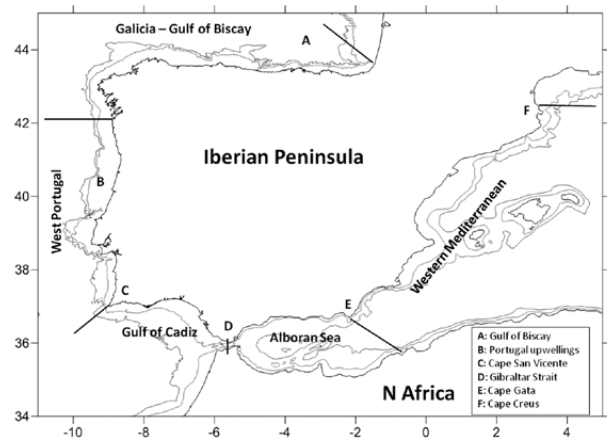 Galicia – Gulf of Biscay
A
44
F
42
Iberian Peninsula
B
40
West Portugal
Western Mediterranean
38
C
E
D
Gulf of Cadiz
Alboran Sea
36
A: Gulf of Biscay
B: Portugal upwellings
C: Cape San Vicente
D: Gibraltar Strait
E: Cape Gata
F: Cape Creus
N Africa
34
-10 -8 -6 -4 -2 0 2 4